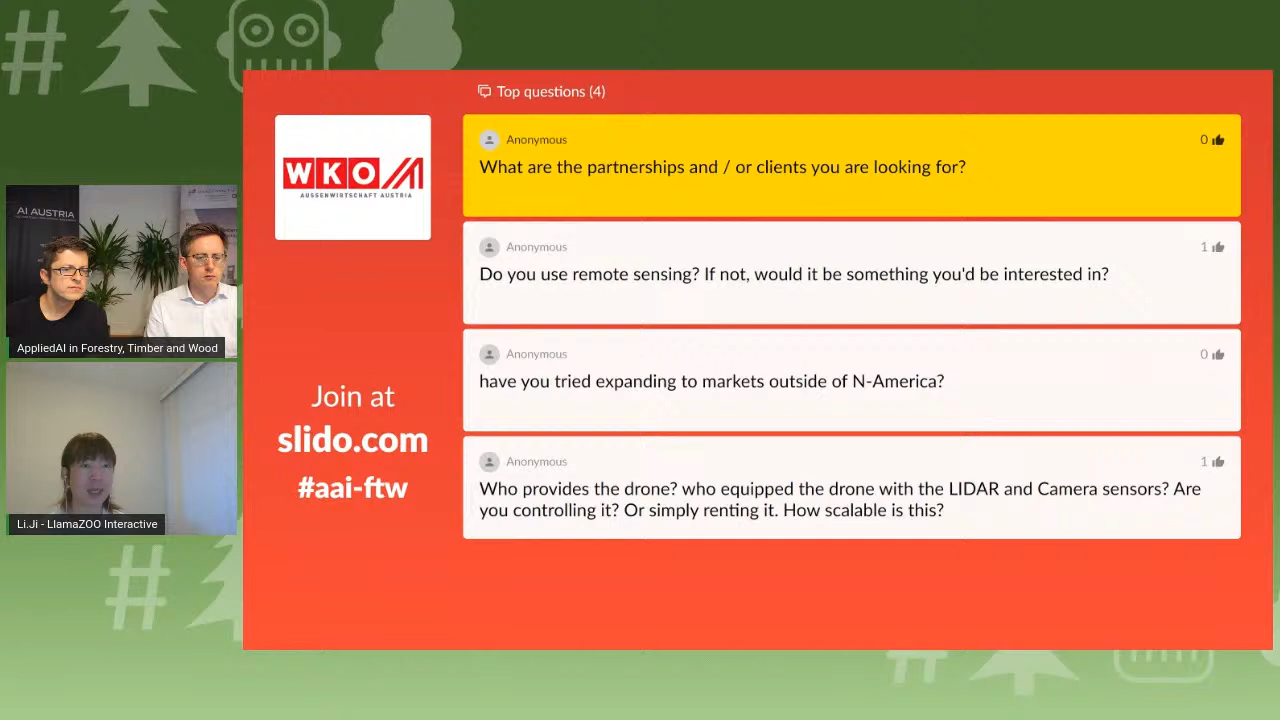 Top questions (4)
WKO
AUSSENWIRTSCHAFT AUSTRIA
Anonymous
0
What are the partnerships and / or clients you are looking for?
Anonymous
1
Do you use remote sensing? If not, would it be something you'd be interested in?
Anonymous
0
have you tried expanding to markets outside of N-America?
Anonymous
1
Who provides the drone? who equipped the drone with the LIDAR and Camera sensors? Are
you controlling it? Or simply renting it. How scalable is this?
Join at
slido.com
#aai-ftw
AI AUSTRIA
AppliedAI in Forestry, Timber and Wood
Li.Ji - LlamaZOO Interactive